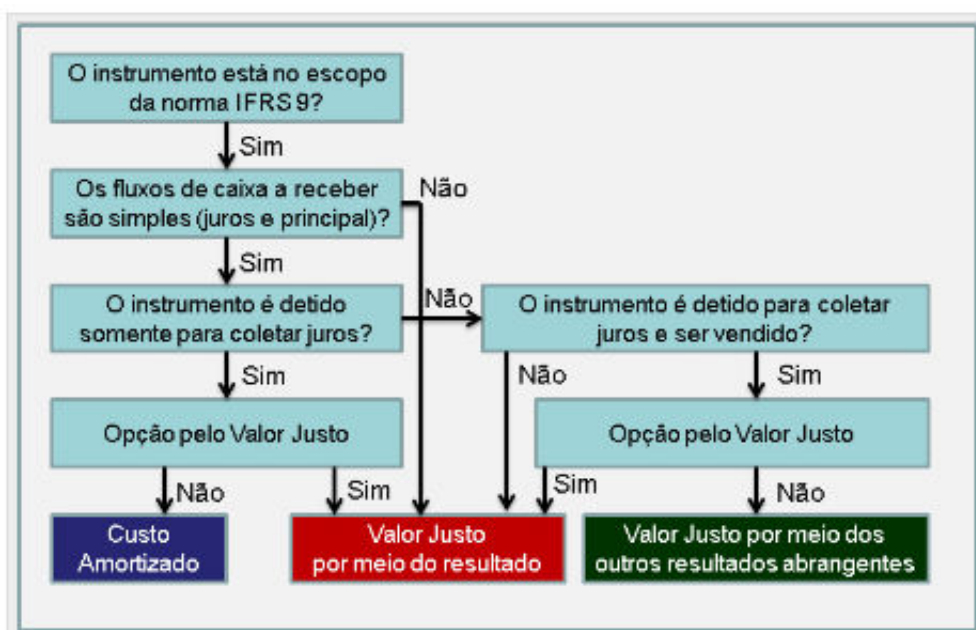 O instrumento está no escopo
da norma IFRS 9?
Sim
Os fluxos de caixa a receber
são simples (juros e principal)?
Não
Sim
O instrumento é detido
somente para coletar juros?
Não
O instrumento é detido para coletar
juros e ser vendido?
Sim
Não
Sim
Opção pelo Valor Justo
Opção pelo Valor Justo
Não
Sim
Sim
Não
Custo
Amortizado
Valor Justo
por meio do resultado
Valor Justo por meio dos
outros resultados abrangentes